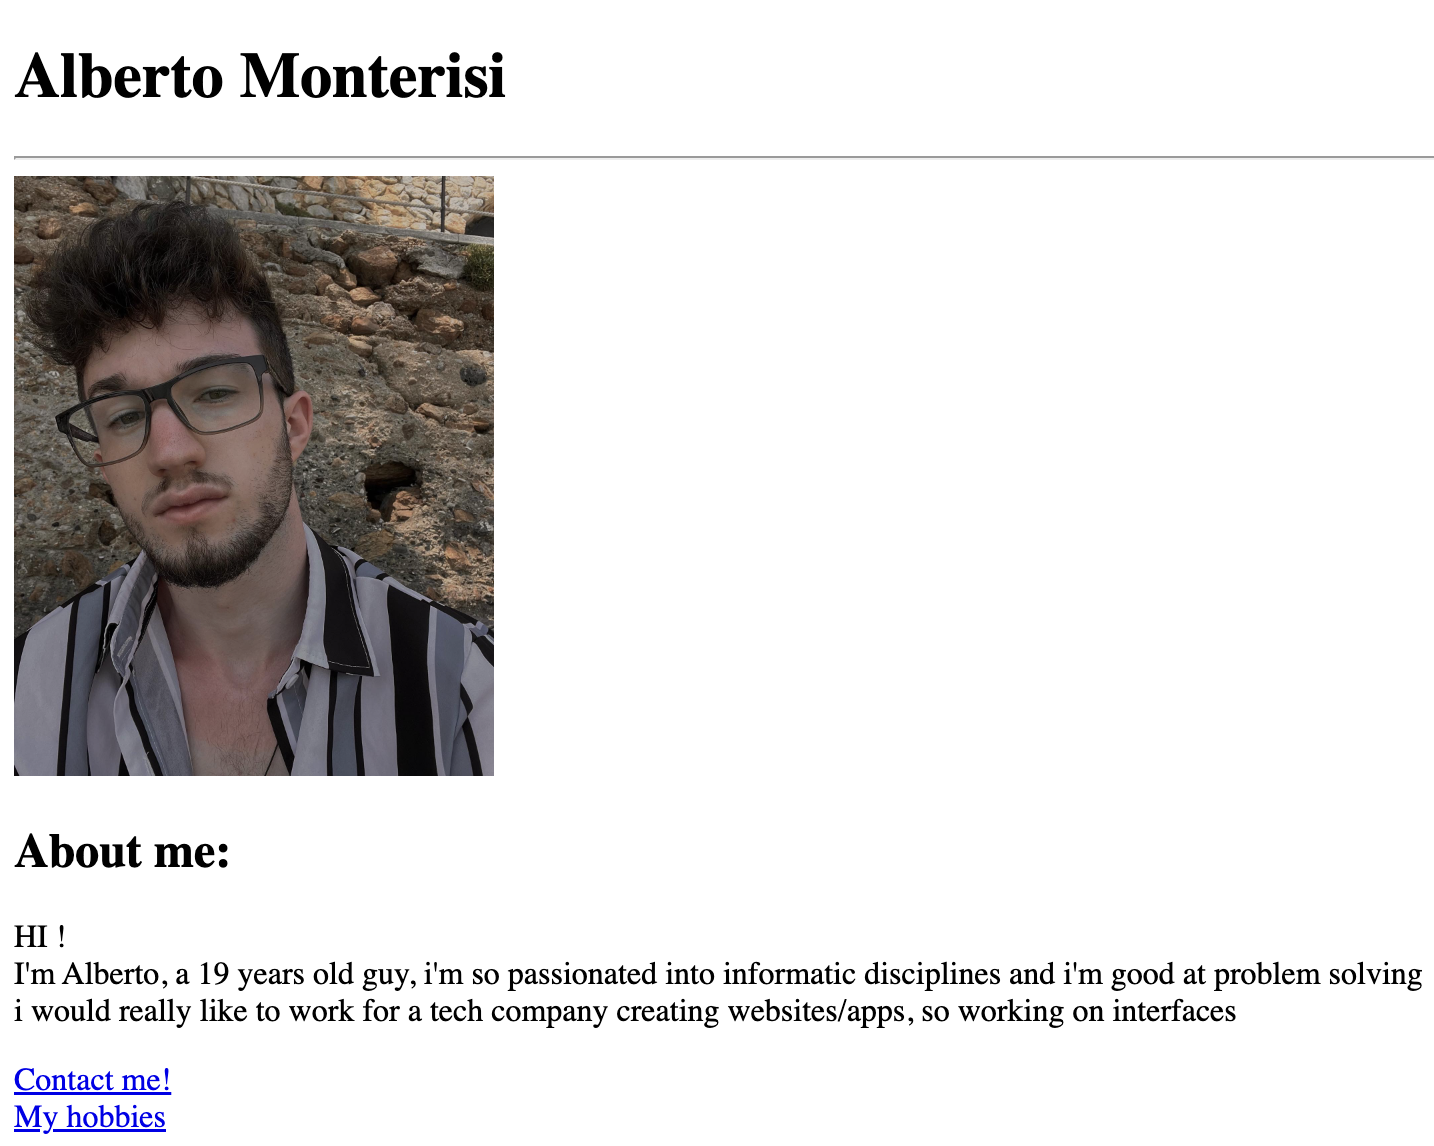 Alberto Monterisi
About me:
HI !
I'm Alberto, a 19 years old guy, i'm so passionated into informatic disciplines and i'm good at problem solving
i would really like to work for a tech company creating websites/apps, so working on interfaces
Contact me!
My hobbies